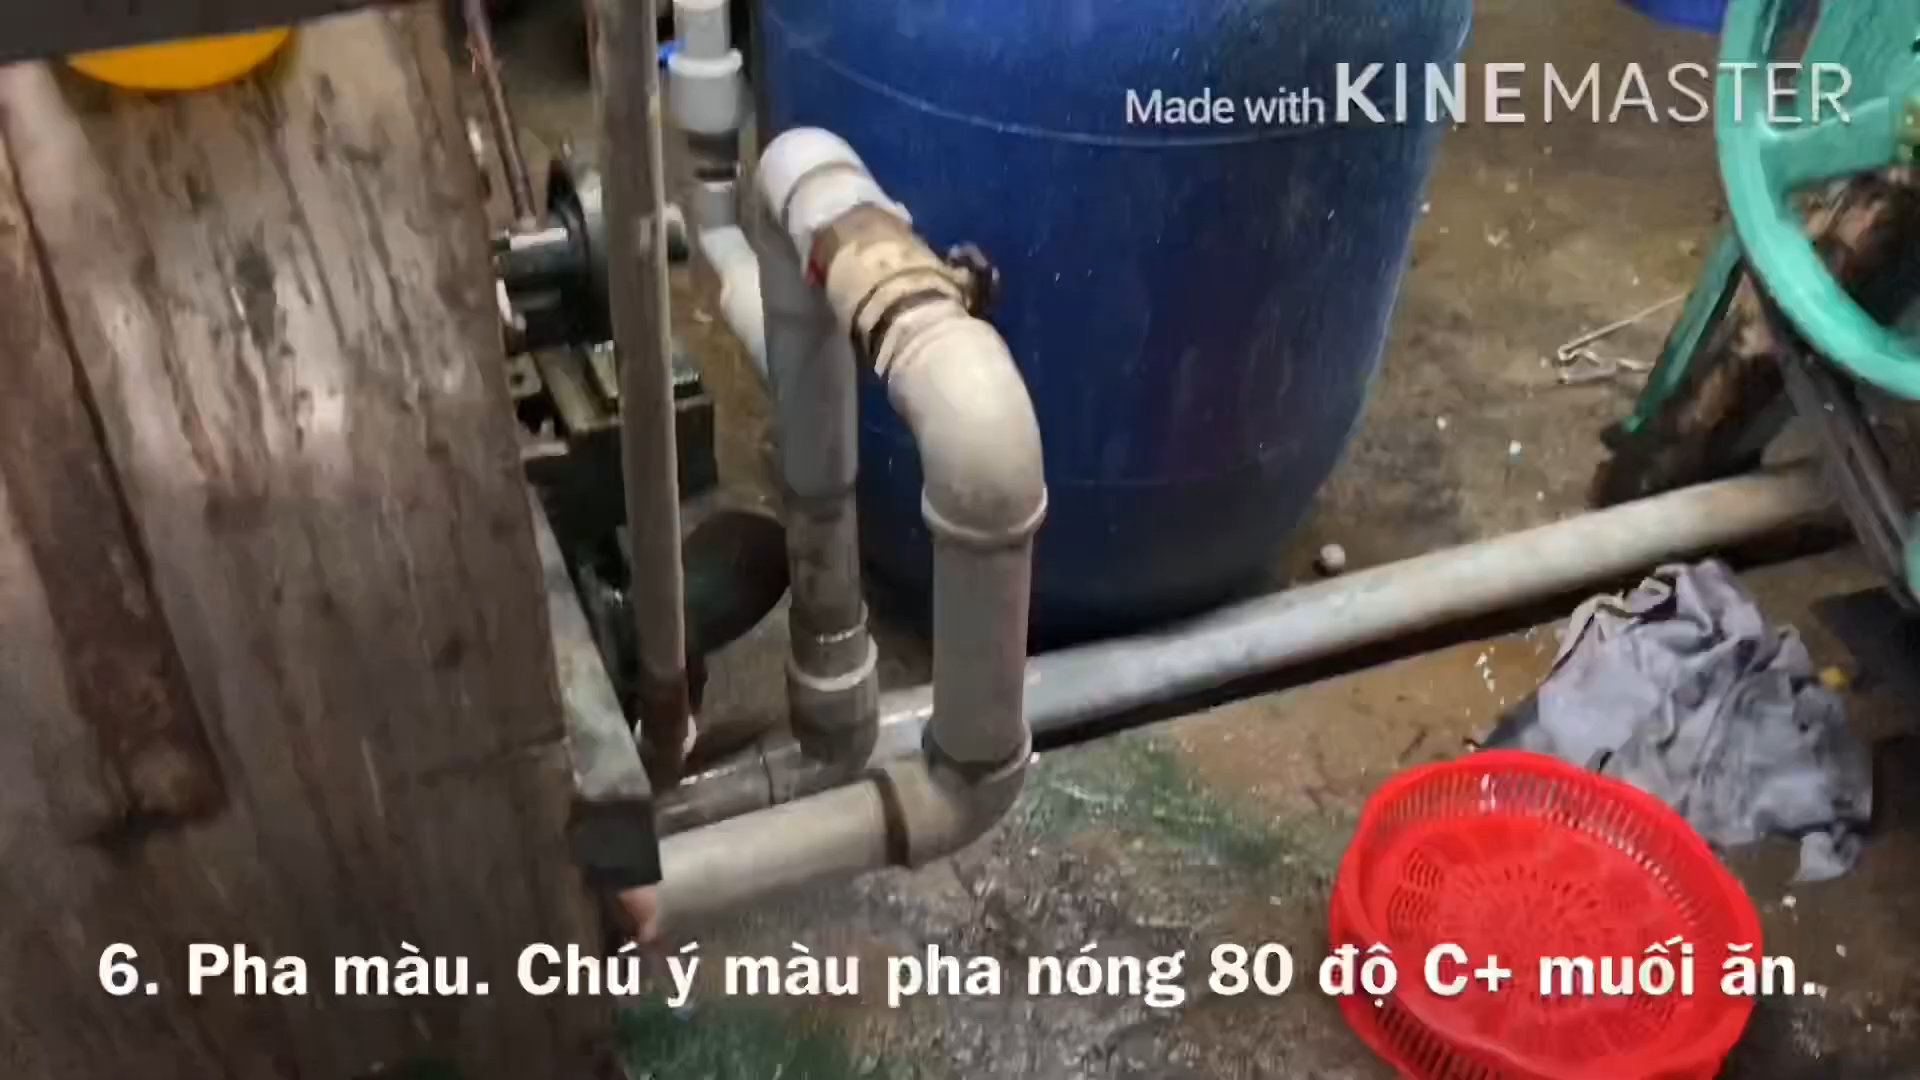 Made with KINEMASTER
6. Pha màu. Chú ý màu pha nóng 80 độ C+ muối ăn.